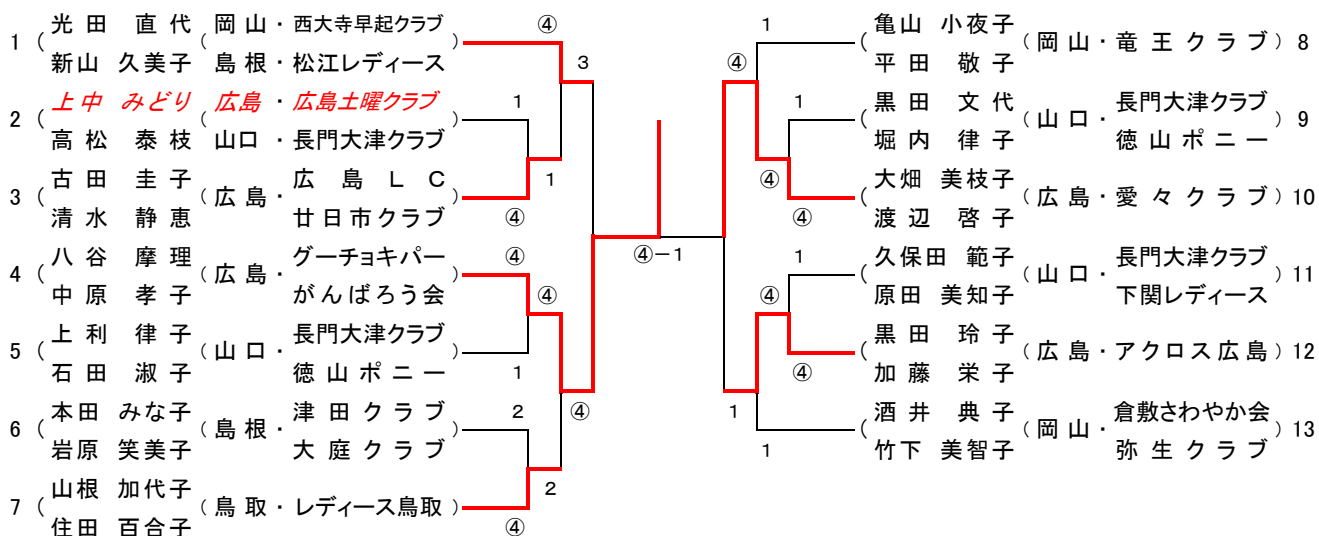 1 ( 光田 直代 ( 岡山・西大寺早起クラブ )
新山 久美子 島根・松江レディース
2 ( 上中 みどり ( 広島・広島土曜クラブ )
高松 泰枝 山口・長門大津クラブ
3 ( 古田 圭子 ( 広島・広島LC )
清水 静恵 廿日市クラブ
4 ( 八谷 摩理 ( 広島・グーチョキパー )
中原 孝子 がんばろう会
5 ( 上利 律子 ( 山口・長門大津クラブ )
石田 淑子 徳山ポニー
6 ( 本田 みな子 ( 島根・津田クラブ )
岩原 笑美子 大庭クラブ
7 ( 山根 加代子 ( 鳥取・レディース鳥取 )
住田 百合子
④
3
1
1
④
④
④
1
④
2
2
④
④－1
1
④
1
④
④
1
④
④
1
1
( 亀山 小夜子 ( 岡山・竜王クラブ ) 8
平田 敬子
( 黒田 文代 ( 山口・長門大津クラブ ) 9
堀内 律子 徳山ポニー
( 大畑 美枝子 ( 広島・愛々クラブ ) 10
渡辺 啓子
( 久保田 範子 ( 山口・長門大津クラブ ) 11
原田 美知子 下関レディース
( 黒田 玲子 ( 広島・アクロス広島 ) 12
加藤 栄子
( 酒井 典子 ( 岡山・倉敷さわやか会 ) 13
竹下 美智子 弥生クラブ